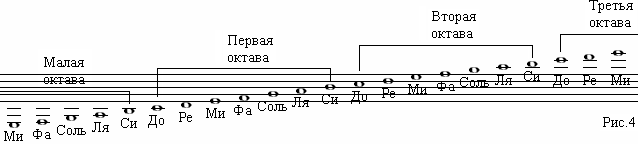 Малая
октава
Первая
октава
Вторая
октава
Третья
октава
Ми Фа Соль Ля Си До Ре Ми Фа Соль Ля Си До Ре Ми Фа Соль Ля Си До Ре Ми
Рис.4